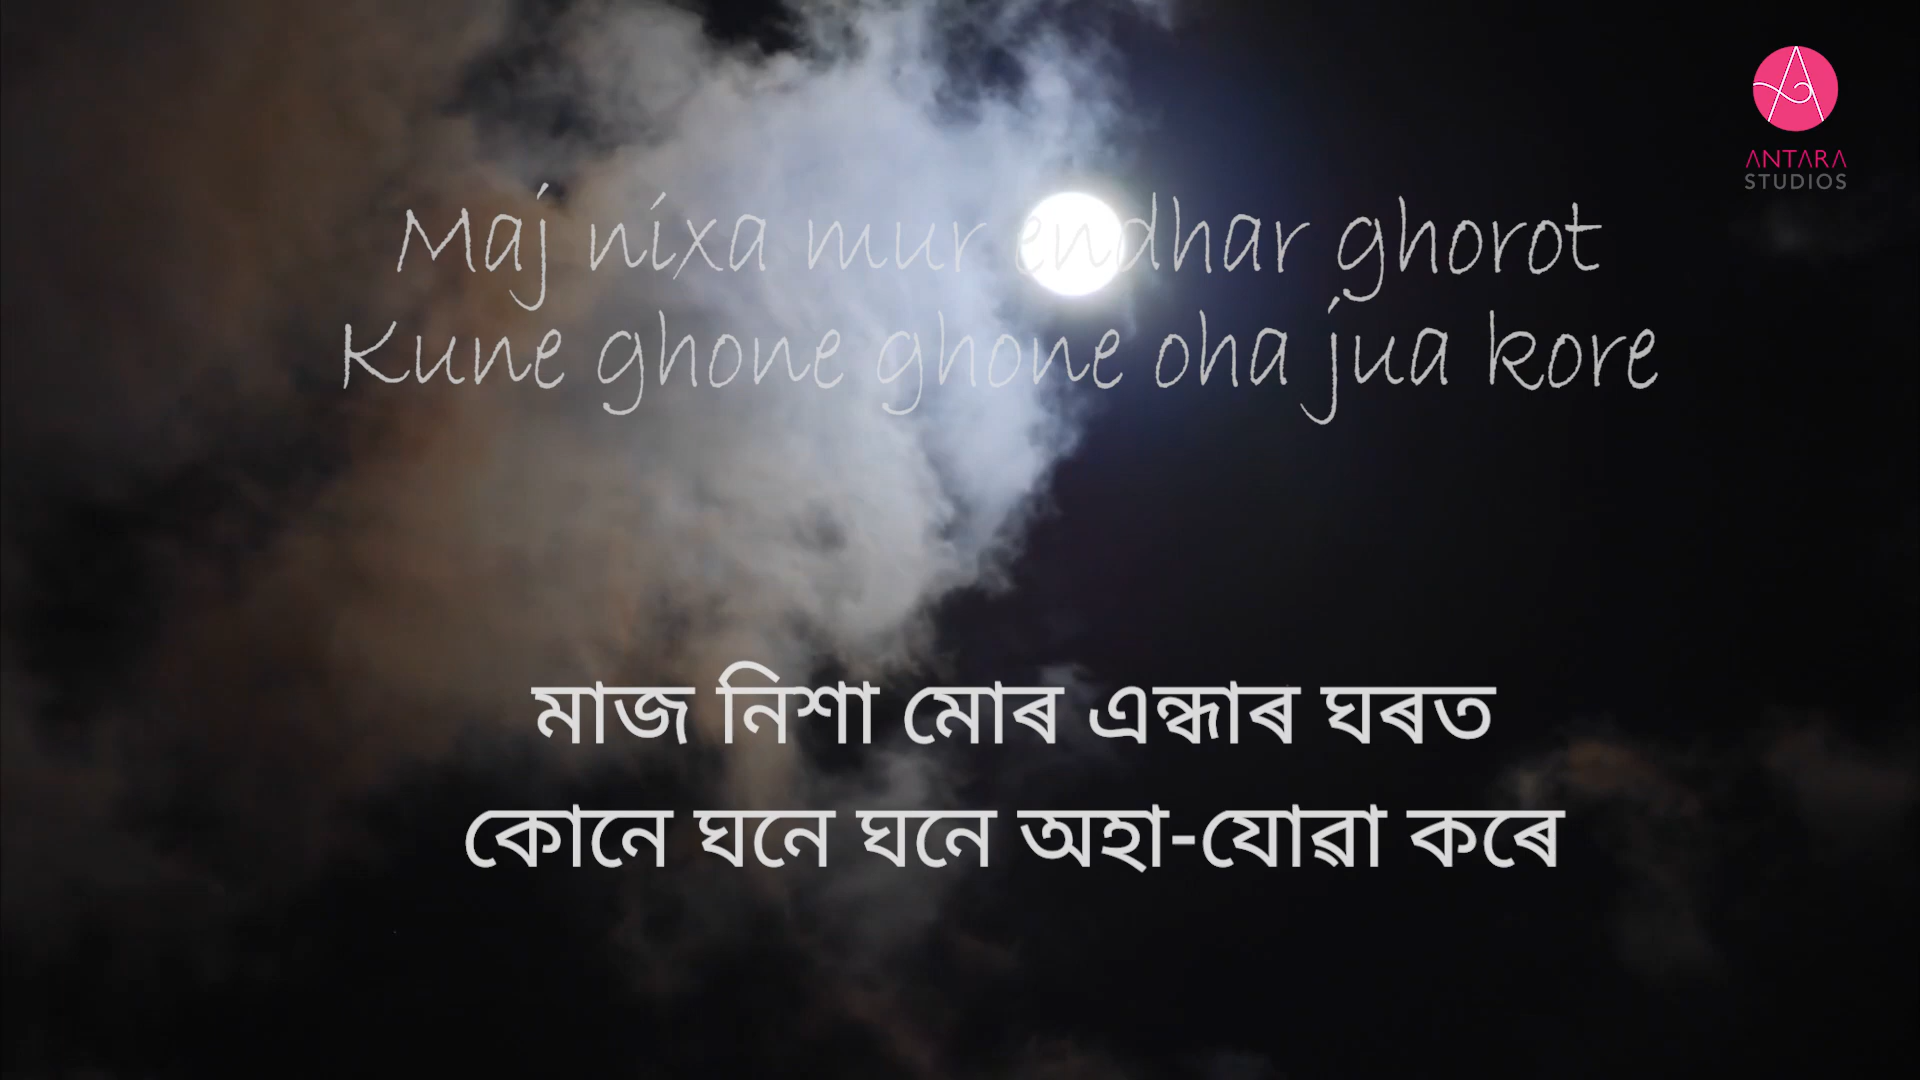 ANTARA
STUDIOS
Maj nixa mur endhar ghorot
Kune ghone ghone oha jua kore
মাজ নিশা মোৰ এন্ধাৰ ঘৰত
কোনে ঘনে ঘনে অহা-যোৱা কৰে